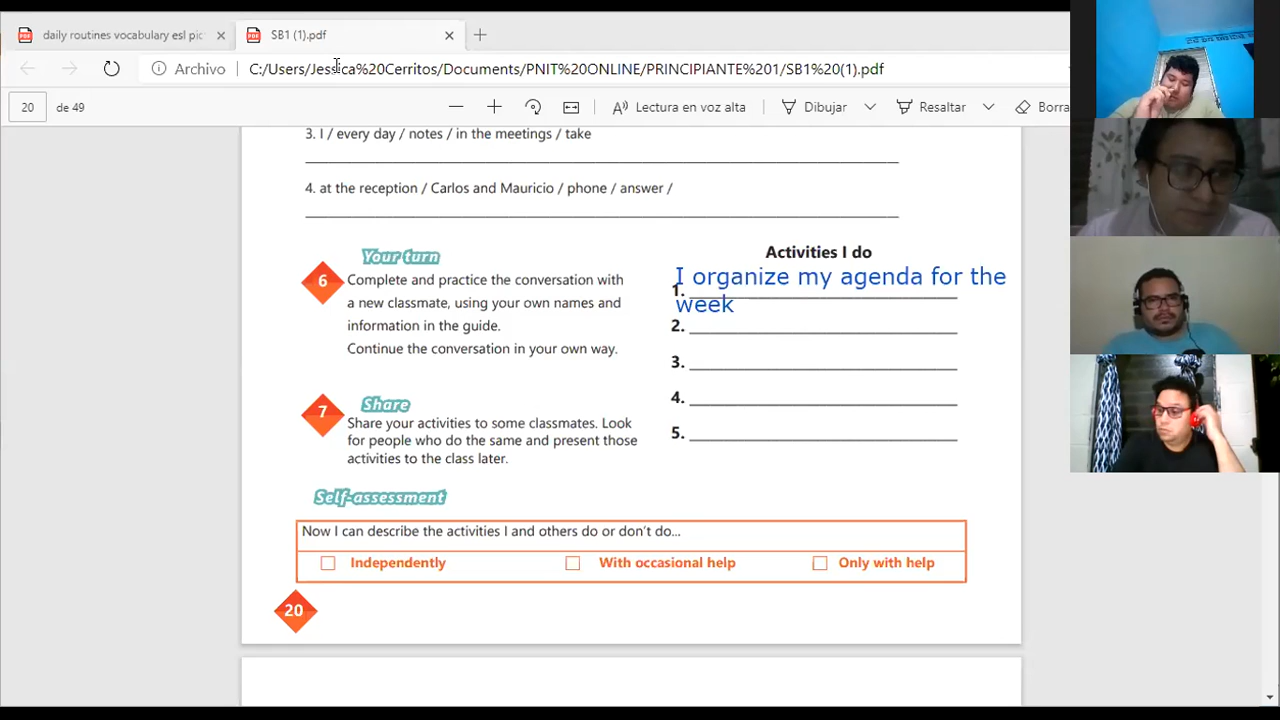 daily routines vocabulary esl pic
SB1 (1).pdf
Archivo
C:/Users/Jessica%20Cerritos/Documents/PNIT%20ONLINE/PRINCIPIANTE%201/SB1%20(1).pdf
20 de 49
Lectura en voz alta
Dibujar
Resaltar
Borra
3. I / every day / notes / in the meetings / take
4. at the reception / Carlos and Mauricio / phone / answer /
6
Your turn
Complete and practice the conversation with
a new classmate, using your own names and
information in the guide.
Continue the conversation in your own way.
7
Share
Share your activities to some classmates. Look
for people who do the same and present those
activities to the class later.
Activities I do
1. I organize my agenda for the
week
2.
3.
4.
5.
Self-assessment
Now I can describe the activities I and others do or don't do...
Independently
With occasional help
Only with help
20